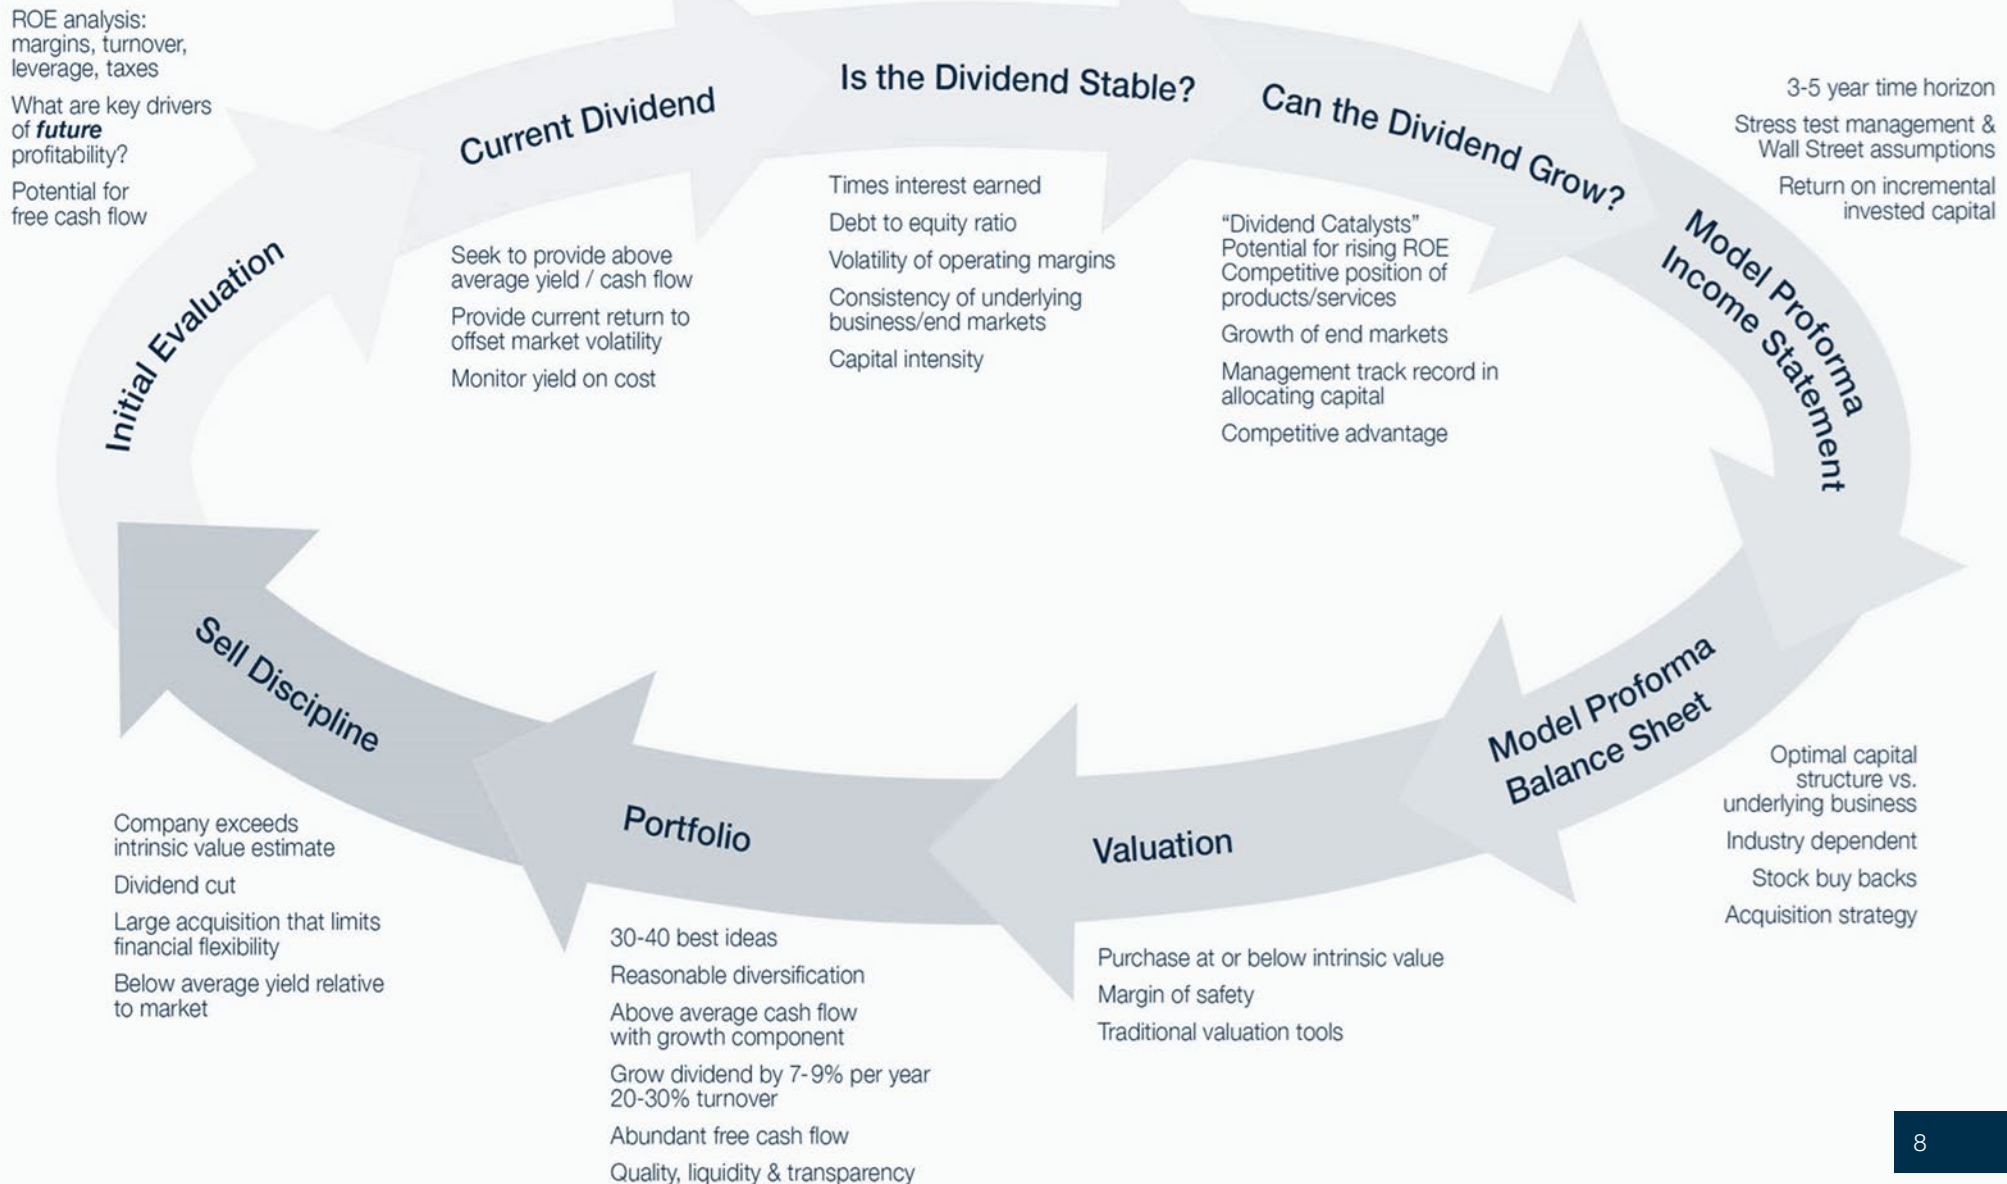 ROE analysis:
margins, turnover,
leverage, taxes
What are key drivers
of future
profitability?
Potential for
free cash flow
Initial Evaluation
Current Dividend
Seek to provide above
average yield / cash flow
Provide current return to
offset market volatility
Monitor yield on cost
Is the Dividend Stable?
Times interest earned
Debt to equity ratio
Volatility of operating margins
Consistency of underlying
business/end markets
Capital intensity
Can the Dividend Grow?
“Dividend Catalysts”
Potential for rising ROE
Competitive position of
products/services
Growth of end markets
Management track record in
allocating capital
Competitive advantage
3-5 year time horizon
Stress test management &
Wall Street assumptions
Return on incremental
invested capital
Model Proforma
Income Statement
Model Proforma
Balance Sheet
Optimal capital
structure vs.
underlying business
Industry dependent
Stock buy backs
Acquisition strategy
Valuation
Purchase at or below intrinsic value
Margin of safety
Traditional valuation tools
Portfolio
30-40 best ideas
Reasonable diversification
Above average cash flow
with growth component
Grow dividend by 7-9% per year
20-30% turnover
Abundant free cash flow
Quality, liquidity & transparency
Sell Discipline
Company exceeds
intrinsic value estimate
Dividend cut
Large acquisition that limits
financial flexibility
Below average yield relative
to market
8